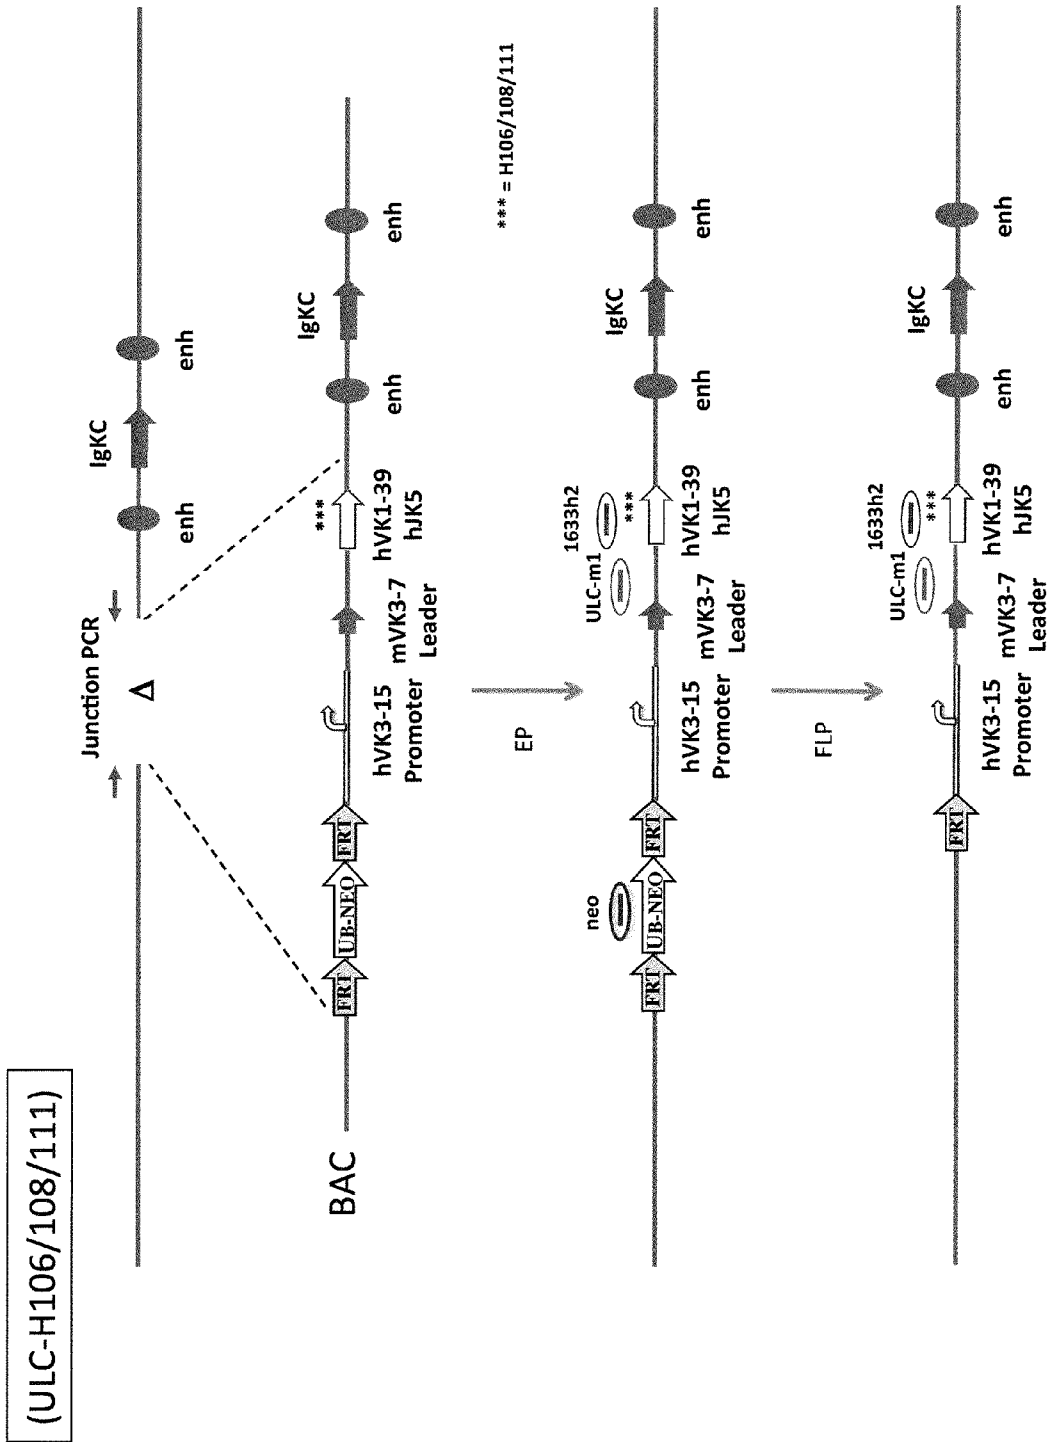 (ULC-H106/108/111)
Junction PCR
Δ
enh
IgKC
enh
BAC
FRT
UB-NEO
FRT
hVK3-15
Promoter
mVK3-7
Leader
***
hVK1-39
hJK5
enh
IgKC
enh
EP
*** = H106/108/111
neo
FRT
UB-NEO
FRT
hVK3-15
Promoter
ULC-m1
mVK3-7
Leader
1633h2
***
hVK1-39
hJK5
enh
IgKC
enh
FLP
FRT
hVK3-15
Promoter
ULC-m1
mVK3-7
Leader
1633h2
***
hVK1-39
hJK5
enh
IgKC
enh